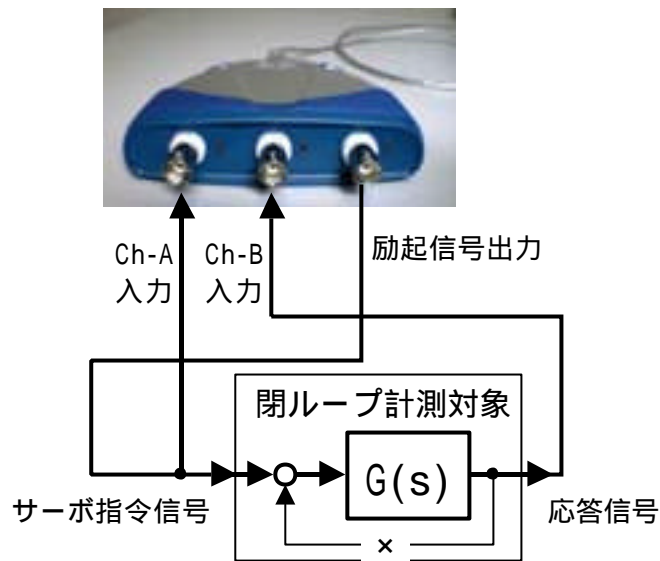 Ch-A
入力
Ch-B
入力
励起信号出力
閉ループ計測対象
G(s)
サーボ指令信号
応答信号
×